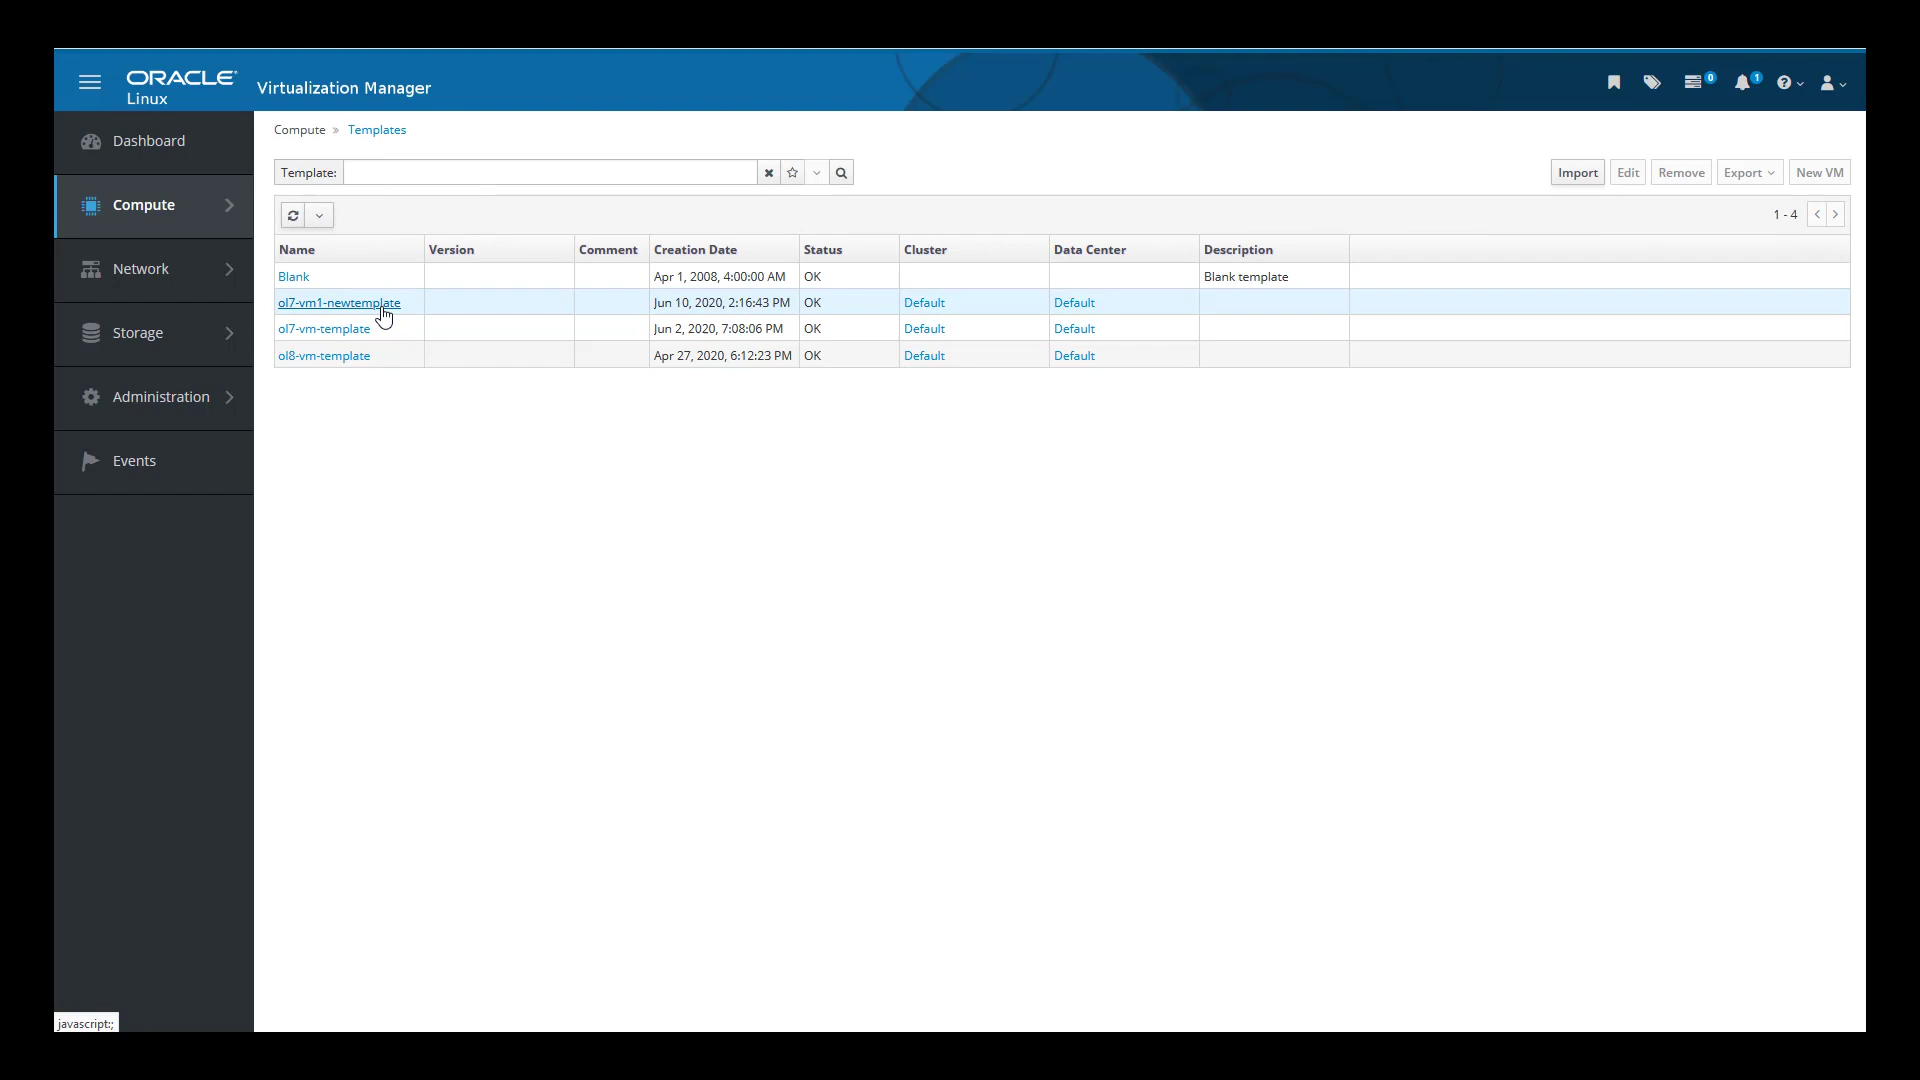 ORACLE
Linux
Virtualization Manager
0
1
Dashboard
Compute
Network
Storage
Administration
Events
Compute » Templates
Template:
Import
Edit
Remove
Export
New VM
1 - 4
Name Version Comment Creation Date Status Cluster Data Center Description
Blank Apr 1, 2008, 4:00:00 AM OK Blank template
ol7-vm1-newtemplate Jun 10, 2020, 2:16:43 PM OK Default Default
ol7-vm-template Jun 2, 2020, 7:08:06 PM OK Default Default
ol8-vm-template Apr 27, 2020, 6:12:23 PM OK Default Default
javascript:;